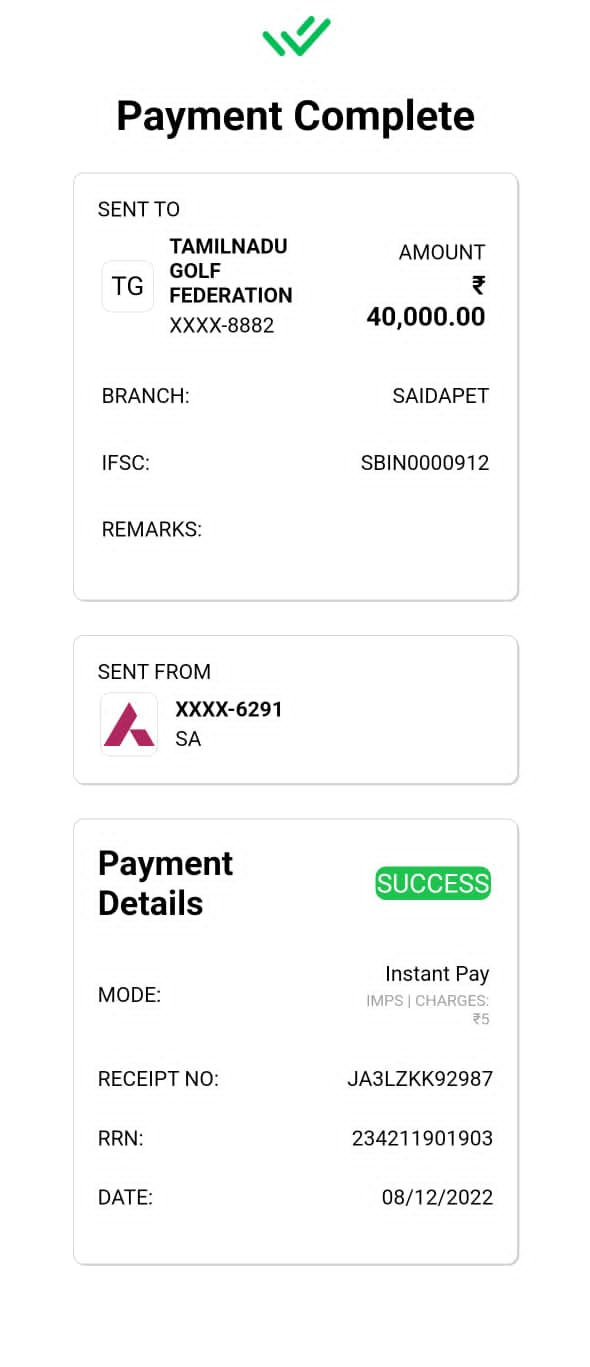 Payment Complete
SENT TO
TG
TAMILNADU
GOLF
FEDERATION
XXXX-8882
AMOUNT
₹
40,000.00
BRANCH: SAIDAPET
IFSC: SBIN0000912
REMARKS:
SENT FROM
XXXX-6291
SA
Payment
Details
SUCCESS
MODE:
Instant Pay
IMPS | CHARGES:
₹5
RECEIPT NO: JA3LZKK92987
RRN: 234211901903
DATE: 08/12/2022